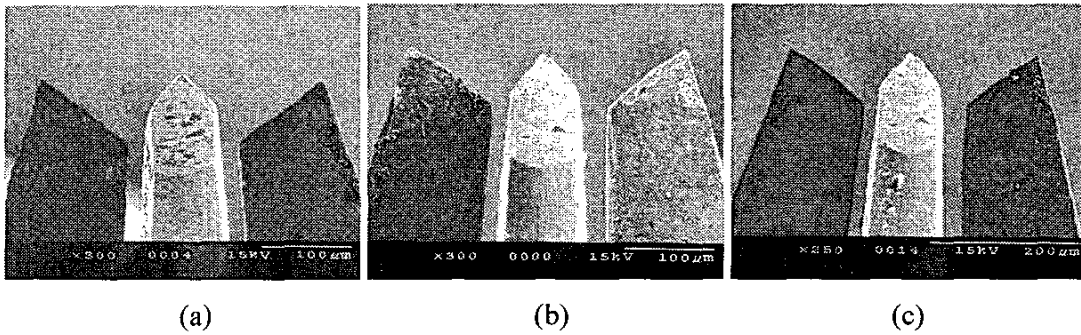 ×300 0004 15kV 100μm
×300 0000 15kV 100μm
×250 0014 15kV 200μm
(a) (b) (c)